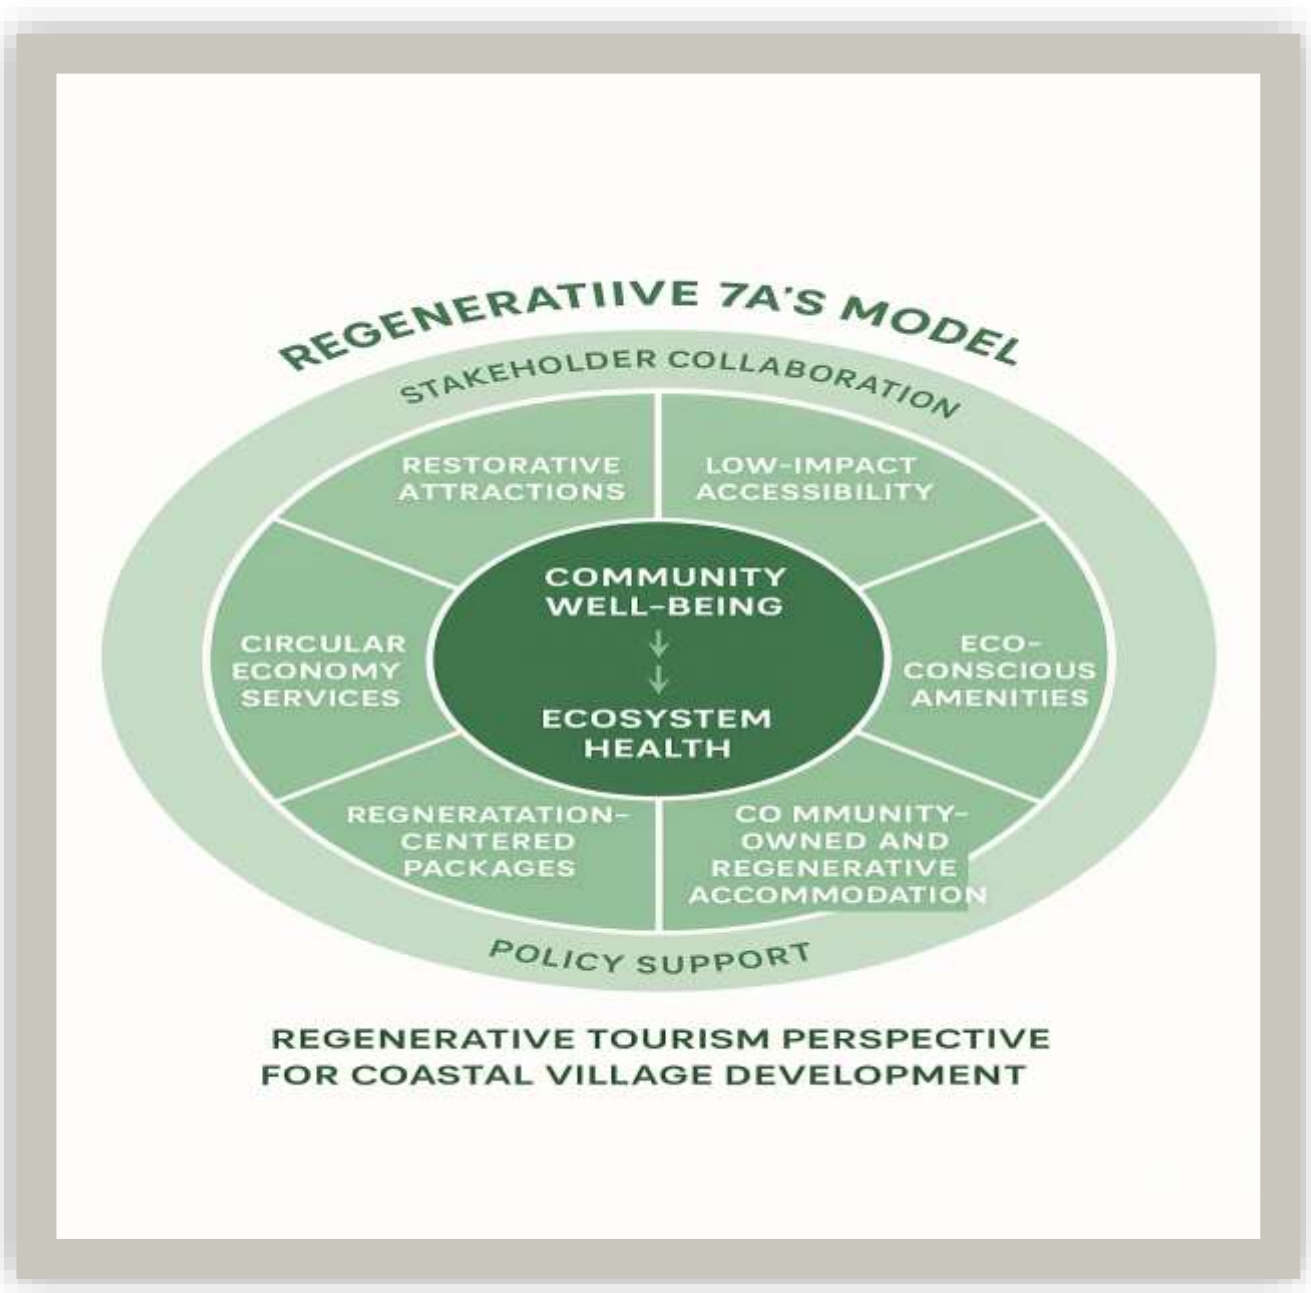 REGENERATIIVE 7A'S MODEL
STAKEHOLDER COLLABORATION
RESTORATIVE
ATTRACTIONS
LOW-IMPACT
ACCESSIBILITY
CIRCULAR
ECONOMY
SERVICES
COMMUNITY
WELL-BEING
ECOSYSTEM
HEALTH
ECO-
CONSCIOUS
AMENITIES
REGNERATATION-
CENTERED
PACKAGES
CO MMUNITY-
OWNED AND
REGENERATIVE
ACCOMMODATION
POLICY SUPPORT
REGENERATIVE TOURISM PERSPECTIVE
FOR COASTAL VILLAGE DEVELOPMENT